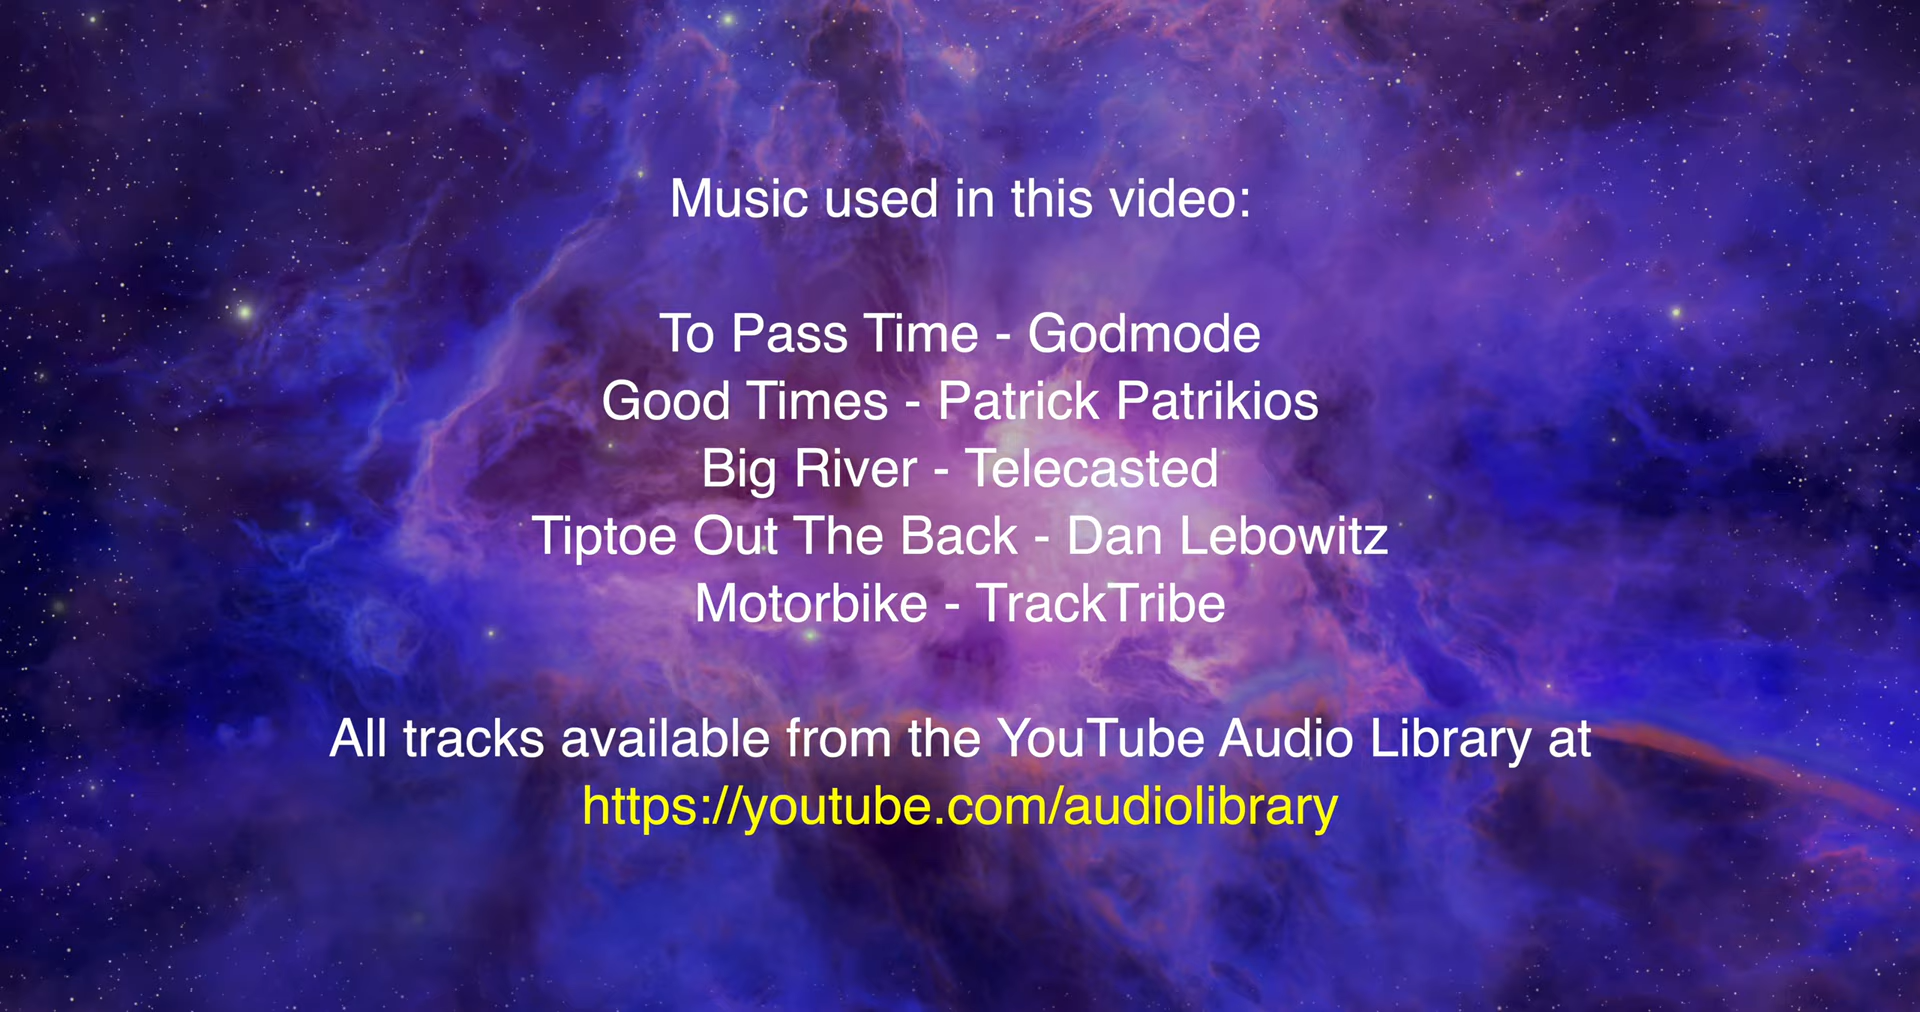 Music used in this video:
To Pass Time - Godmode
Good Times - Patrick Patrikios
Big River - Telecasted
Tiptoe Out The Back - Dan Lebowitz
Motorbike - TrackTribe
All tracks available from the YouTube Audio Library at
https://youtube.com/audiolibrary